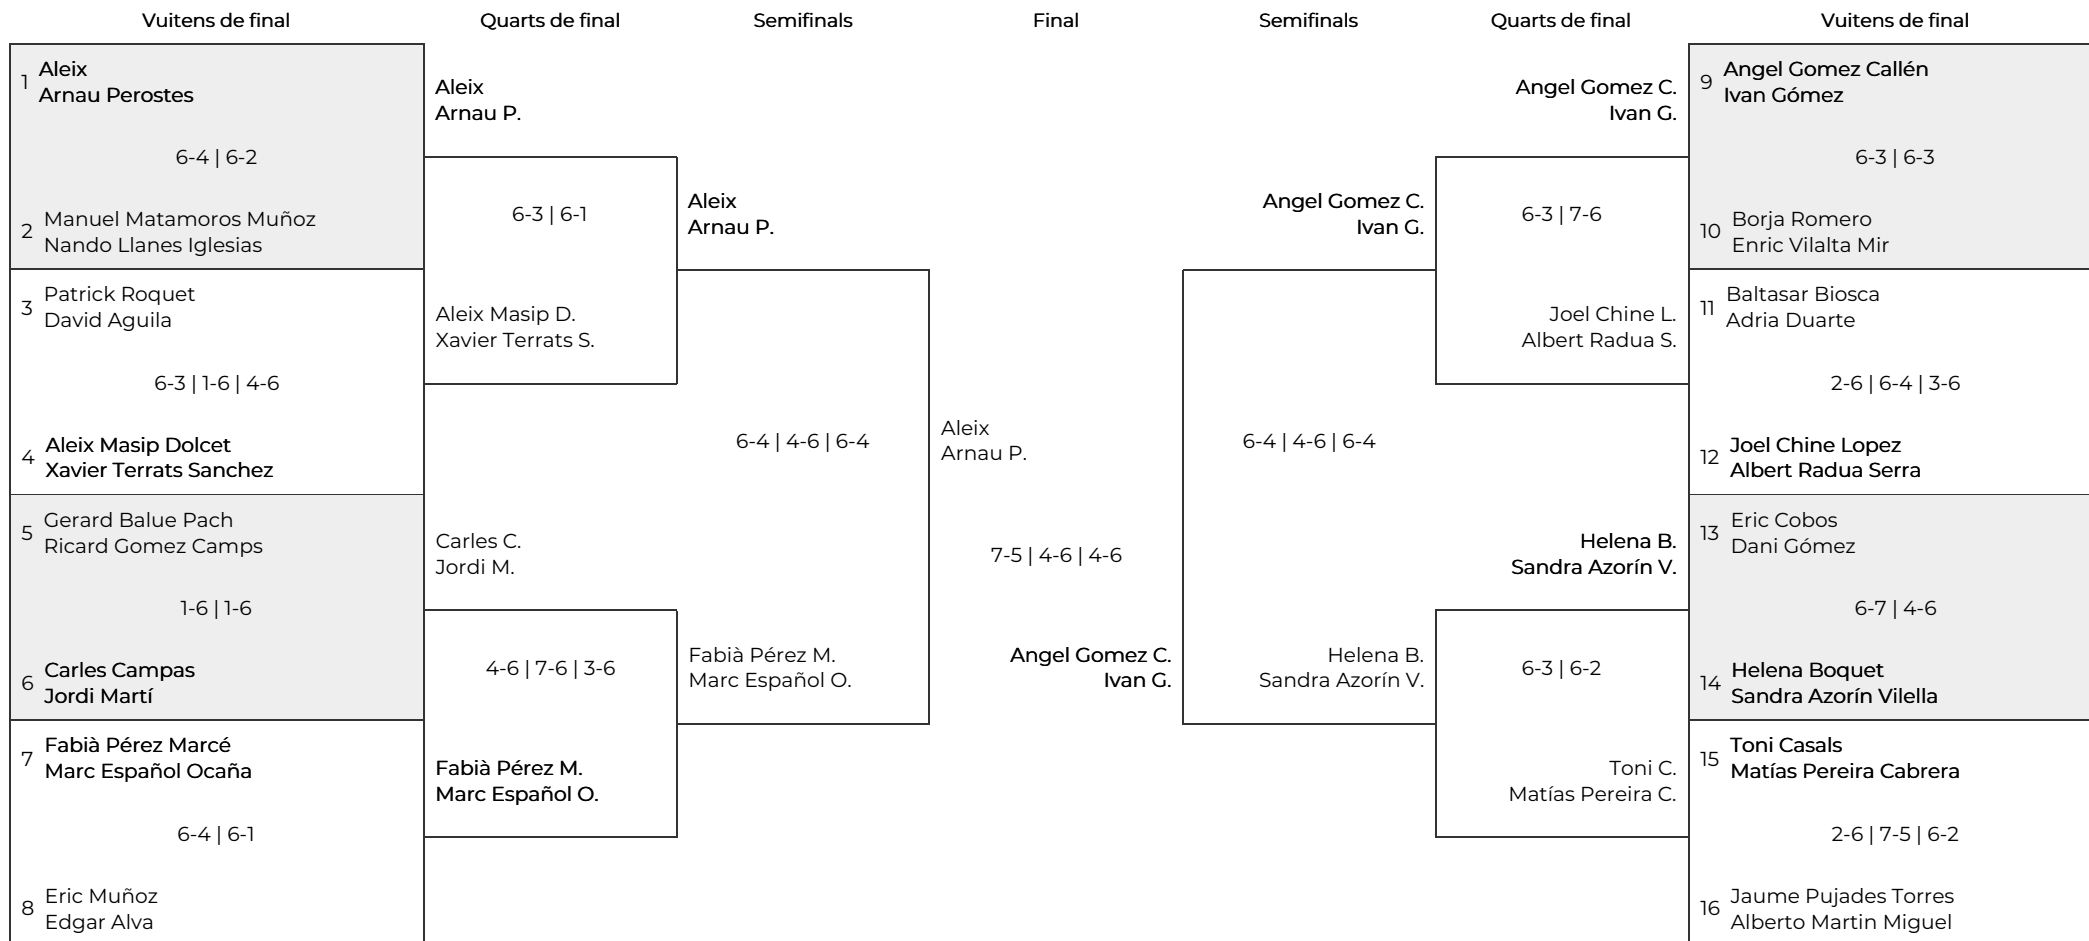 Vuitens de final
Quarts de final
Semifinals
Final
Semifinals
Quarts de final
Vuitens de final
1
Aleix
Arnau Perostes
6-4 | 6-2
2
Manuel Matamoros Muñoz
Nando Llanes Iglesias
3
Patrick Roquet
David Aguila
6-3 | 1-6 | 4-6
4
Aleix Masip Dolcet
Xavier Terrats Sanchez
5
Gerard Balue Pach
Ricard Gomez Camps
1-6 | 1-6
6
Carles Campas
Jordi Martí
7
Fabià Pérez Marcé
Marc Español Ocaña
6-4 | 6-1
8
Eric Muñoz
Edgar Alva
Aleix
Arnau P.
6-3 | 6-1
Aleix Masip D.
Xavier Terrats S.
Carles C.
Jordi M.
4-6 | 7-6 | 3-6
Fabià Pérez M.
Marc Español O.
Aleix
Arnau P.
6-4 | 4-6 | 6-4
Fabià Pérez M.
Marc Español O.
Aleix
Arnau P.
7-5 | 4-6 | 4-6
Angel Gomez C.
Ivan G.
Angel Gomez C.
Ivan G.
6-4 | 4-6 | 6-4
Helena B.
Sandra Azorín V.
Angel Gomez C.
Ivan G.
6-3 | 7-6
Joel Chine L.
Albert Radua S.
Helena B.
Sandra Azorín V.
6-3 | 6-2
Toni C.
Matías Pereira C.
9
Angel Gomez Callén
Ivan Gómez
6-3 | 6-3
10
Borja Romero
Enric Vilalta Mir
11
Baltasar Biosca
Adria Duarte
2-6 | 6-4 | 3-6
12
Joel Chine Lopez
Albert Radua Serra
13
Eric Cobos
Dani Gómez
6-7 | 4-6
14
Helena Boquet
Sandra Azorín Vilella
15
Toni Casals
Matías Pereira Cabrera
2-6 | 7-5 | 6-2
16
Jaume Pujades Torres
Alberto Martin Miguel